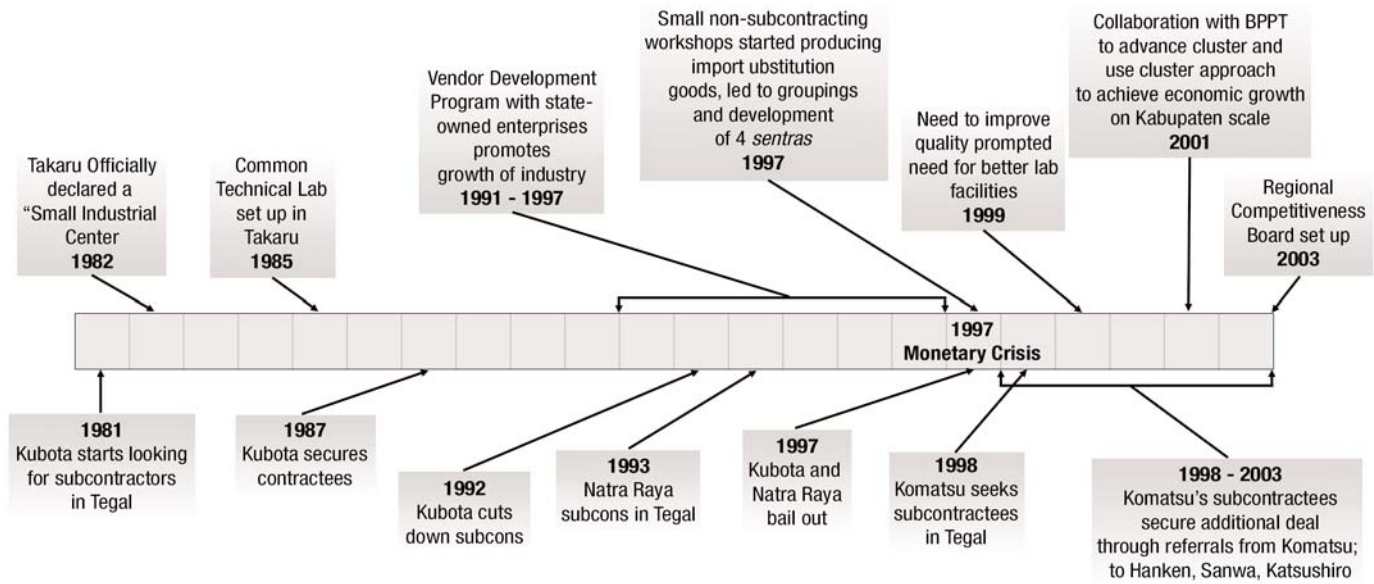 Takaru Officially
declared a
“Small Industrial
Center
1982
Common
Technical Lab
set up in
Takaru
1985
Vendor Development
Program with state-
owned enterprises
promotes
growth of industry
1991 - 1997
Small non-subcontracting
workshops started producing
import ubstitution
goods, led to groupings
and development
of 4 sentras
1997
Need to improve
quality prompted
need for better lab
facilities
1999
Collaboration with BPPT
to advance cluster and
use cluster approach
to achieve economic growth
on Kabupaten scale
2001
Regional
Competitiveness
Board set up
2003
1997
Monetary Crisis
1981
Kubota starts looking
for subcontractors
in Tegal
1987
Kubota secures
contractees
1992
Kubota cuts
down subcons
1993
Natra Raya
subcons in Tegal
1997
Kubota and
Natra Raya
bail out
1998
Komatsu seeks
subcontractees
in Tegal
1998 - 2003
Komatsu’s subcontractees
secure additional deal
through referrals from Komatsu;
to Hanken, Sanwa, Katsushiro